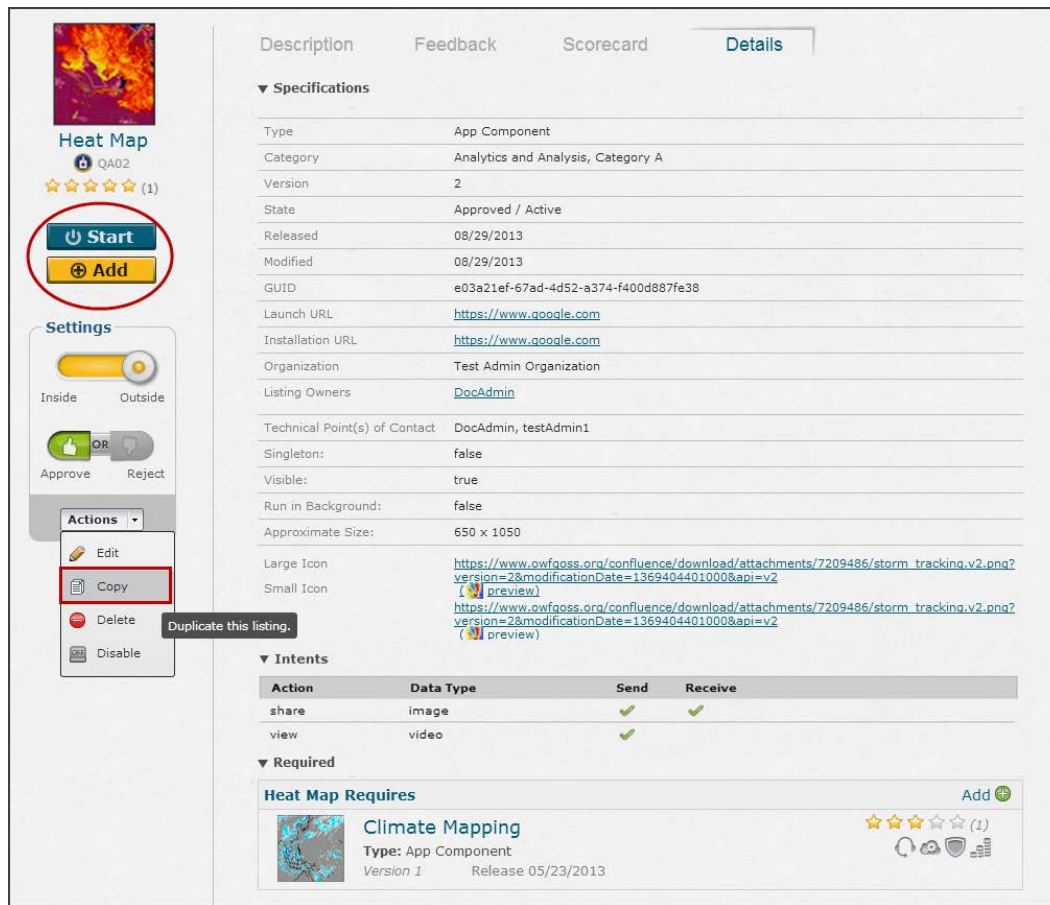 Heat Map
QA02
(1)
Start
Add
Settings
Inside Outside
OR
Approve Reject
Actions
Edit
Copy
Delete
OFF Disable
Duplicate this listing.
Description Feedback Scorecard Details
Specifications
Type App Component
Category Analytics and Analysis, Category A
Version 2
State Approved / Active
Released 08/29/2013
Modified 08/29/2013
GUID e03a21ef-67ad-4d52-a374-f400d887fe38
Launch URL https://www.google.com
Installation URL https://www.google.com
Organization Test Admin Organization
Listing Owners DocAdmin
Technical Point(s) of Contact DocAdmin, testAdmin1
Singleton: false
Visible: true
Run in Background: false
Approximate Size: 650 x 1050
Large Icon https://www.owfgoss.org/confluence/download/attachments/7209486/storm_tracking.v2.png?
version=2&modificationDate=1369404401000&api=v2
( preview)
Small Icon https://www.owfgoss.org/confluence/download/attachments/7209486/storm_tracking.v2.png?
version=2&modificationDate=1369404401000&api=v2
( preview)
Intents
Action Data Type Send Receive
share image
view video
Required
Heat Map Requires Add
Climate Mapping (1)
Type: App Component
Version 1 Release 05/23/2013